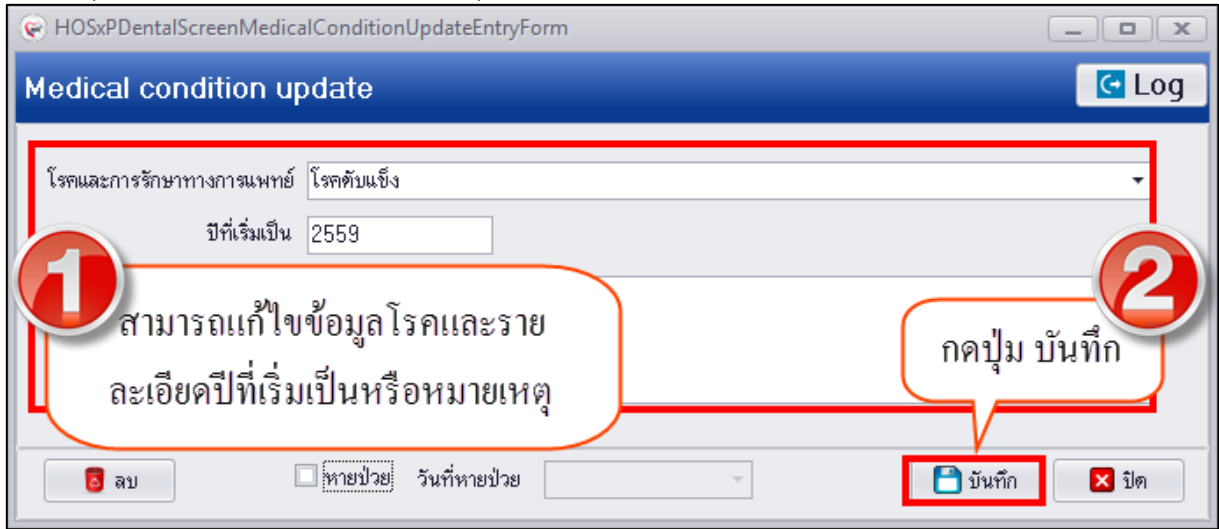 HOSxPDentalScreenMedicalConditionUpdateEntryForm
Medical condition update
Log
โรคและการรักษาทางการแพทย์ โรคตับแข็ง
ปีที่เริ่มเป็น 2559
1
2
สามารถแก้ไขข้อมูลโรคและราย
ละเอียดปีที่เริ่มเป็นหรือหมายเหตุ
กดปุ่ม บันทึก
ลบ
หายป่วย วันที่หายป่วย
บันทึก
ปิด